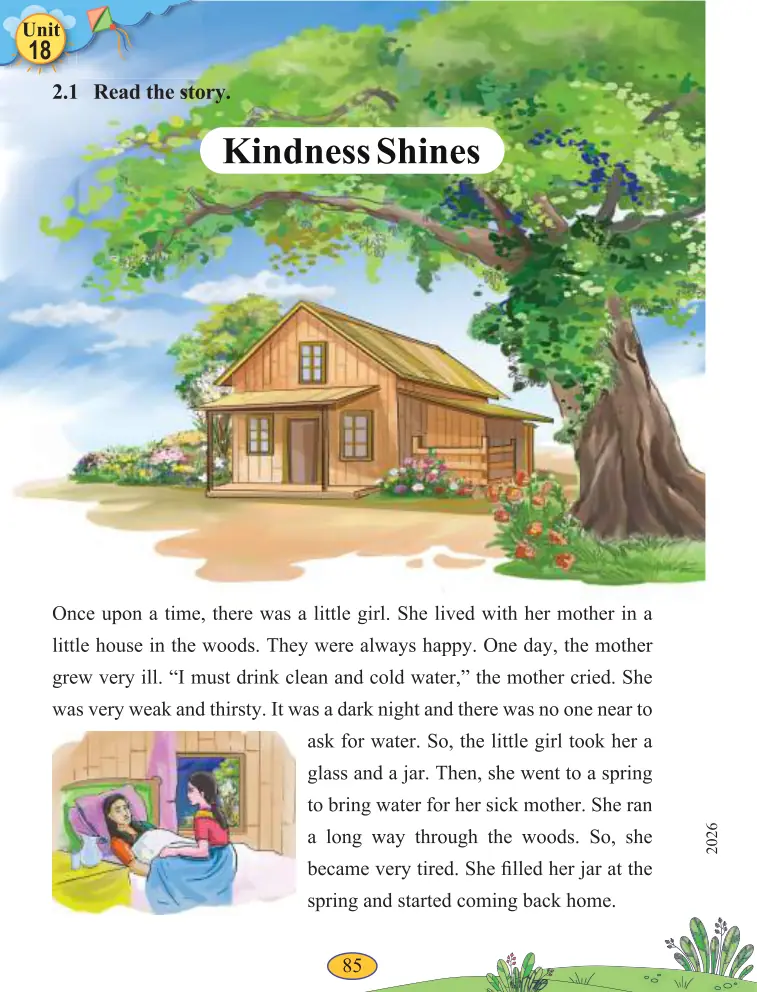 Unit
18
2.1 Read the story.
Kindness Shines
Once upon a time, there was a little girl. She lived with her mother in a
little house in the woods. They were always happy. One day, the mother
grew very ill. “I must drink clean and cold water,” the mother cried. She
was very weak and thirsty. It was a dark night and there was no one near to
ask for water. So, the little girl took her a
glass and a jar. Then, she went to a spring
to bring water for her sick mother. She ran
a long way through the woods. So, she
became very tired. She filled her jar at the
spring and started coming back home.
2026
85